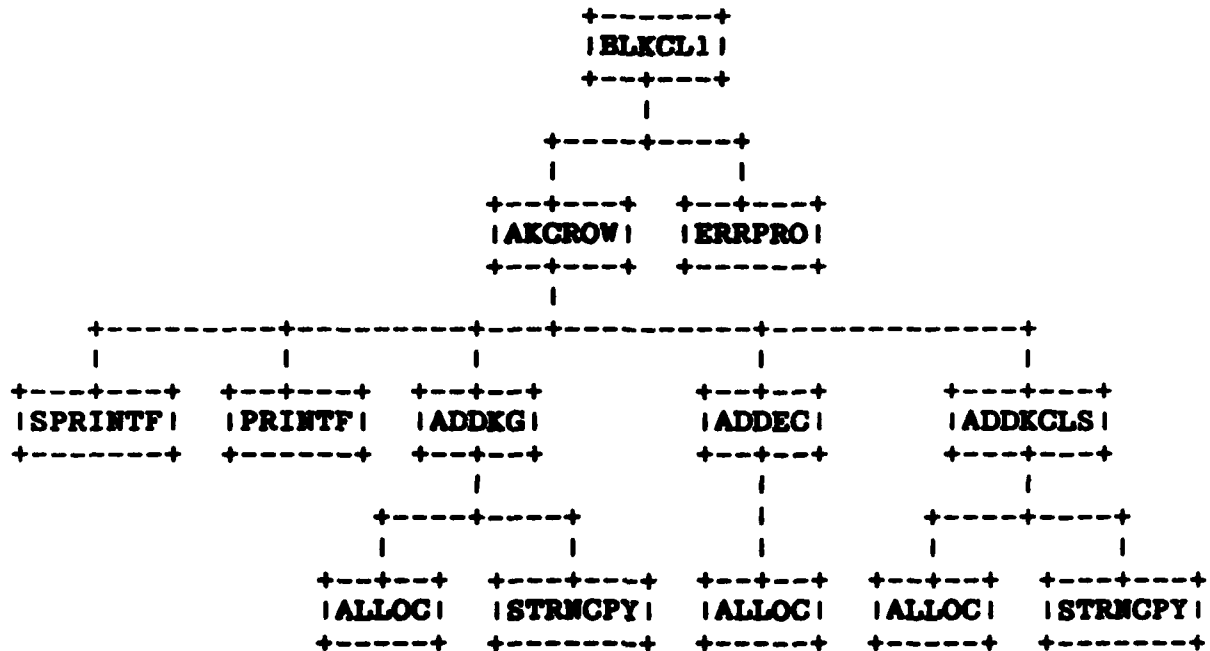 BLKCL1
AKCROW ERRPRO
SPRINTF PRINTF ADDKG ADDEC ADDKCLS
ALLOC STRNCPY ALLOC ALLOC STRNCPY